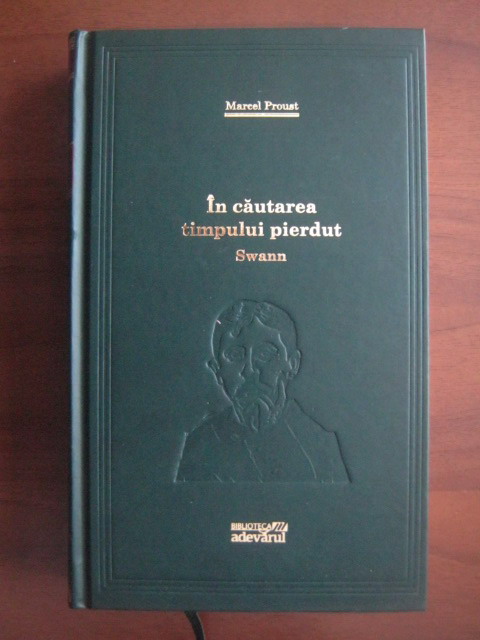 Marcel Proust
În căutarea
timpului pierdut
Swann
BIBLIOTECA
adevărul